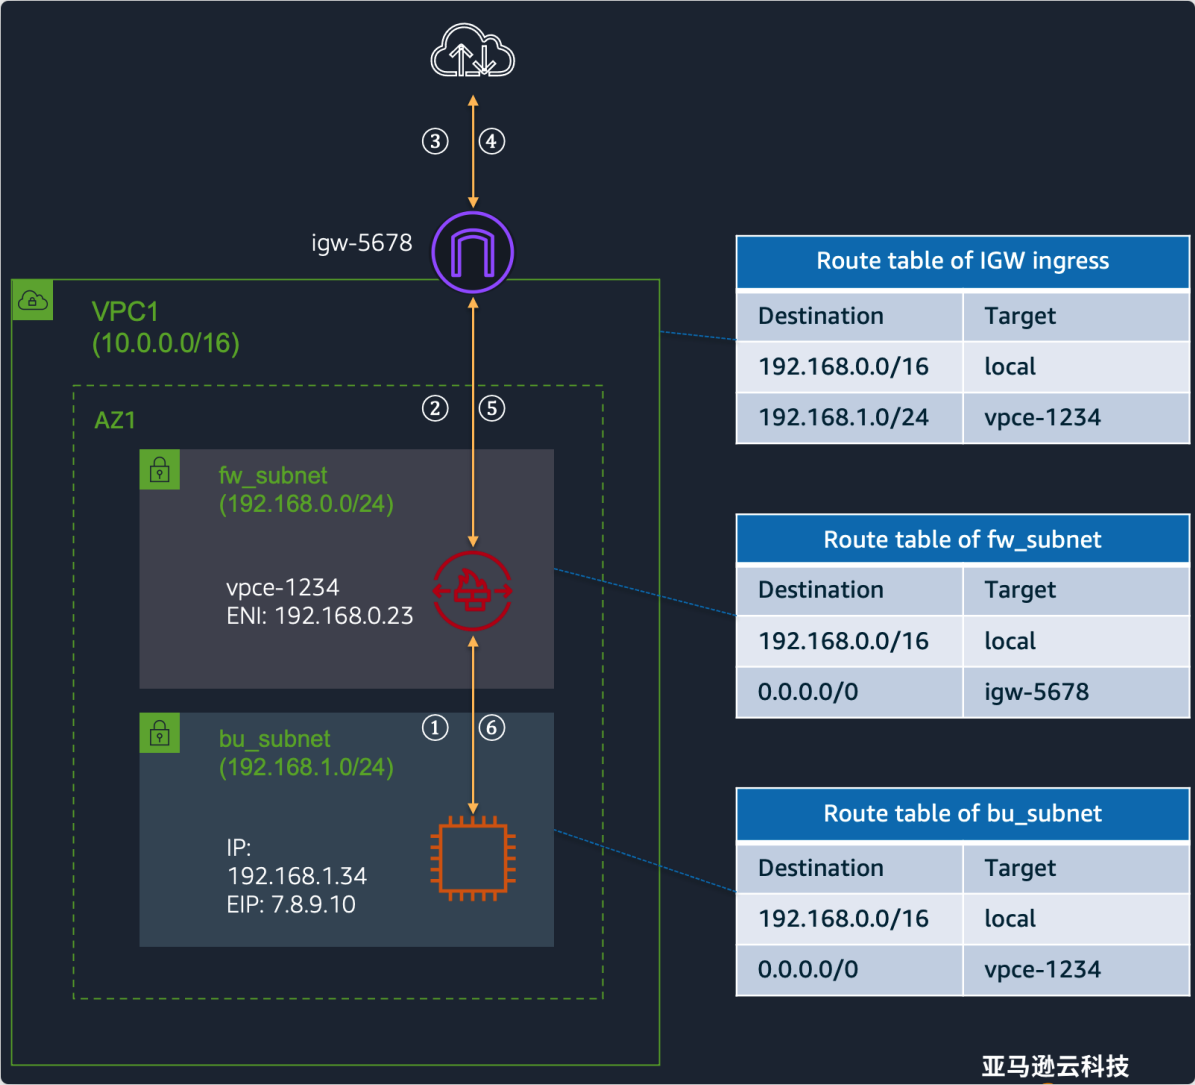 ③ ④
igw-5678
VPC1
(10.0.0.0/16)
AZ1
② ⑤
fw_subnet
(192.168.0.0/24)
vpce-1234
ENI: 192.168.0.23
① ⑥
bu_subnet
(192.168.1.0/24)
IP:
192.168.1.34
EIP: 7.8.9.10
Route table of IGW ingress
Destination Target
192.168.0.0/16 local
192.168.1.0/24 vpce-1234
Route table of fw_subnet
Destination Target
192.168.0.0/16 local
0.0.0.0/0 igw-5678
Route table of bu_subnet
Destination Target
192.168.0.0/16 local
0.0.0.0/0 vpce-1234
亚马逊云科技